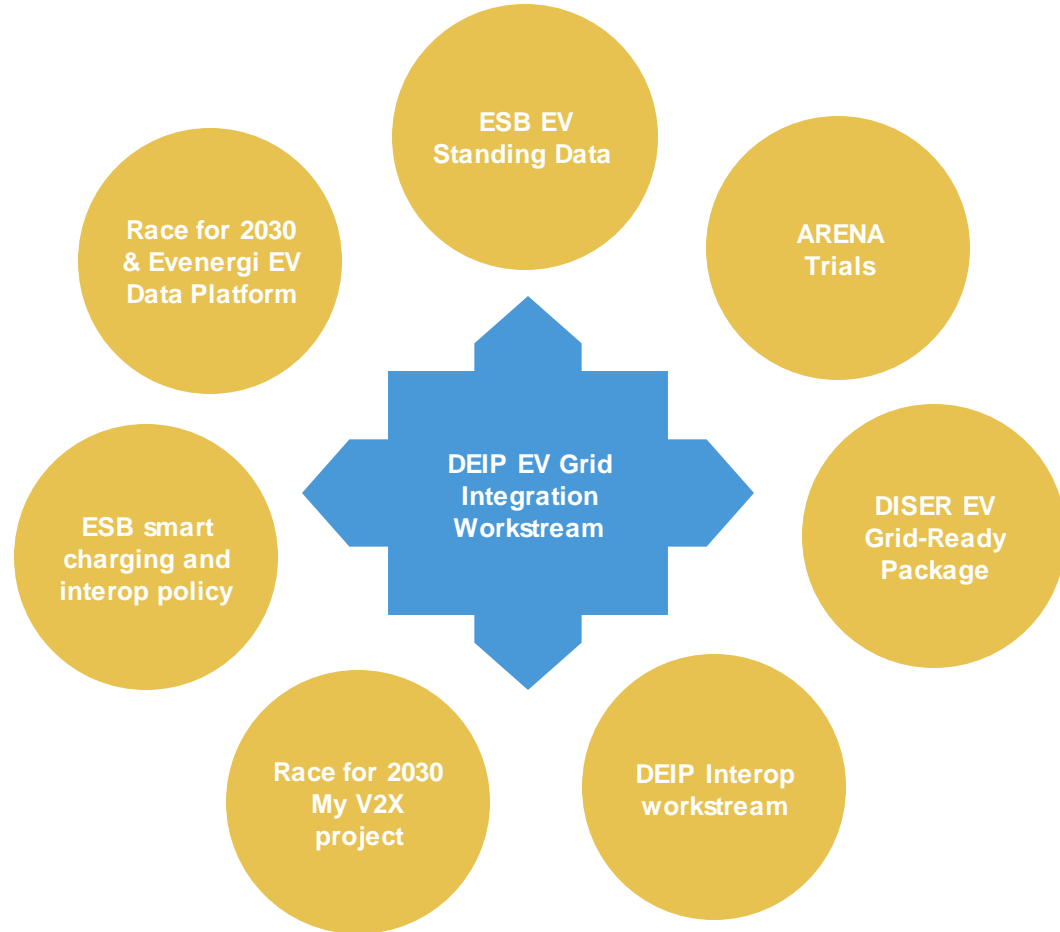 ESB EV
Standing Data
ARENA
Trials
DISER EV
Grid-Ready
Package
DEIP Interop
workstream
Race for 2030
My V2X
project
ESB smart
charging and
interop policy
Race for 2030
& Evenergi EV
Data Platform
DEIP EV Grid
Integration
Workstream